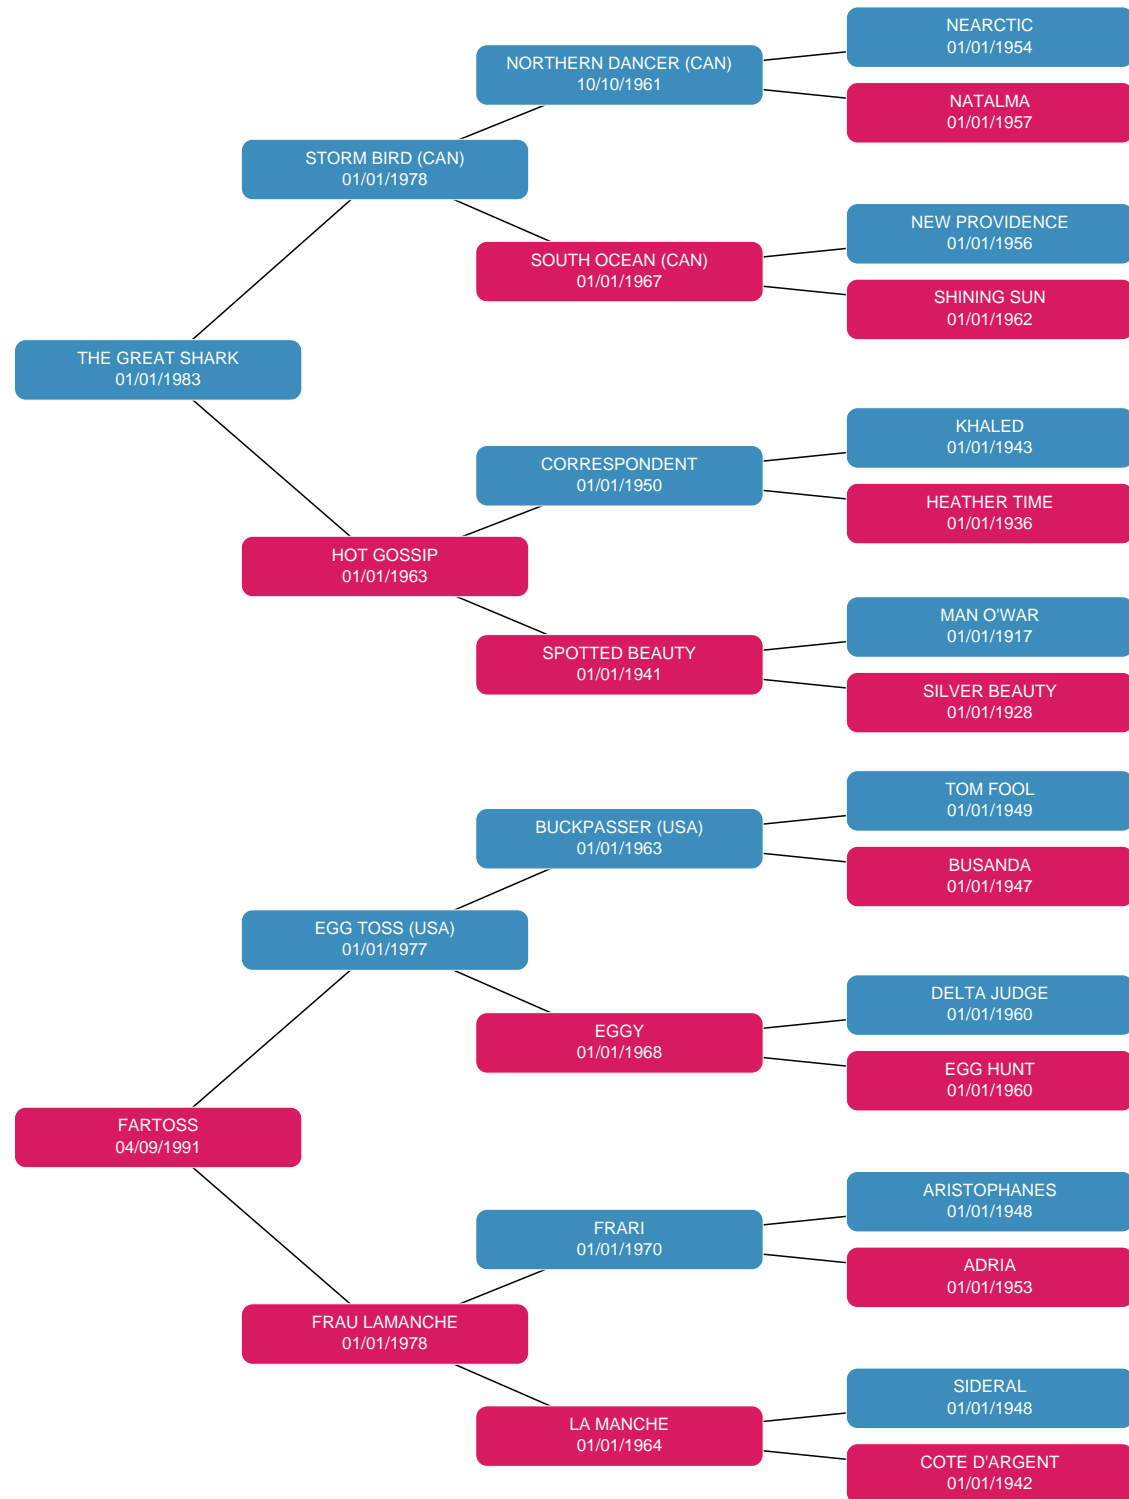 NEARCTIC
01/01/1954
NORTHERN DANCER (CAN)
10/10/1961
NATALMA
01/01/1957
STORM BIRD (CAN)
01/01/1978
NEW PROVIDENCE
01/01/1956
SOUTH OCEAN (CAN)
01/01/1967
SHINING SUN
01/01/1962
THE GREAT SHARK
01/01/1983
KHALED
01/01/1943
CORRESPONDENT
01/01/1950
HEATHER TIME
01/01/1936
HOT GOSSIP
01/01/1963
MAN O'WAR
01/01/1917
SPOTTED BEAUTY
01/01/1941
SILVER BEAUTY
01/01/1928
TOM FOOL
01/01/1949
BUCKPASSER (USA)
01/01/1963
BUSANDA
01/01/1947
EGG TOSS (USA)
01/01/1977
DELTA JUDGE
01/01/1960
EGGY
01/01/1968
EGG HUNT
01/01/1960
FARTOSS
04/09/1991
ARISTOPHANES
01/01/1948
FRARI
01/01/1970
ADRIA
01/01/1953
FRAU LAMANCHE
01/01/1978
SIDERAL
01/01/1948
LA MANCHE
01/01/1964
COTE D'ARGENT
01/01/1942